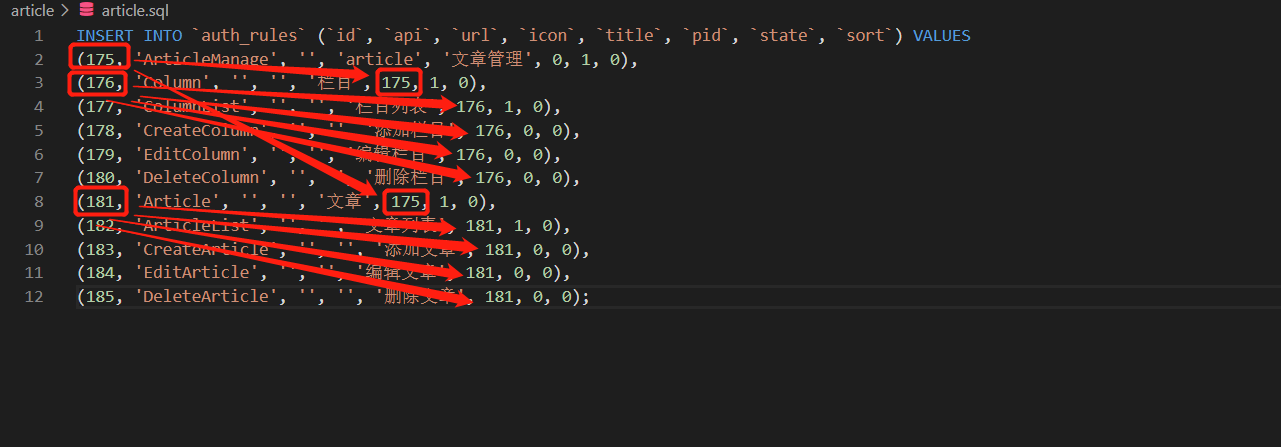 article > article.sql
1 INSERT INTO `auth_rules` (`id`, `api`, `url`, `icon`, `title`, `pid`, `state`, `sort`) VALUES
2 (175, 'ArticleManage', '', 'article', '文章管理', 0, 1, 0),
3 (176, 'Column', '', '', '栏目', 175, 1, 0),
4 (177, 'ColumnList', '', '', '栏目列表', 176, 1, 0),
5 (178, 'CreateColumn', '', '', '添加栏目', 176, 0, 0),
6 (179, 'EditColumn', '', '', '编辑栏目', 176, 0, 0),
7 (180, 'DeleteColumn', '', '', '删除栏目', 176, 0, 0),
8 (181, 'Article', '', '', '文章', 175, 1, 0),
9 (182, 'ArticleList', '', '', '文章列表', 181, 1, 0),
10 (183, 'CreateArticle', '', '', '添加文章', 181, 0, 0),
11 (184, 'EditArticle', '', '', '编辑文章', 181, 0, 0),
12 (185, 'DeleteArticle', '', '', '删除文章', 181, 0, 0);